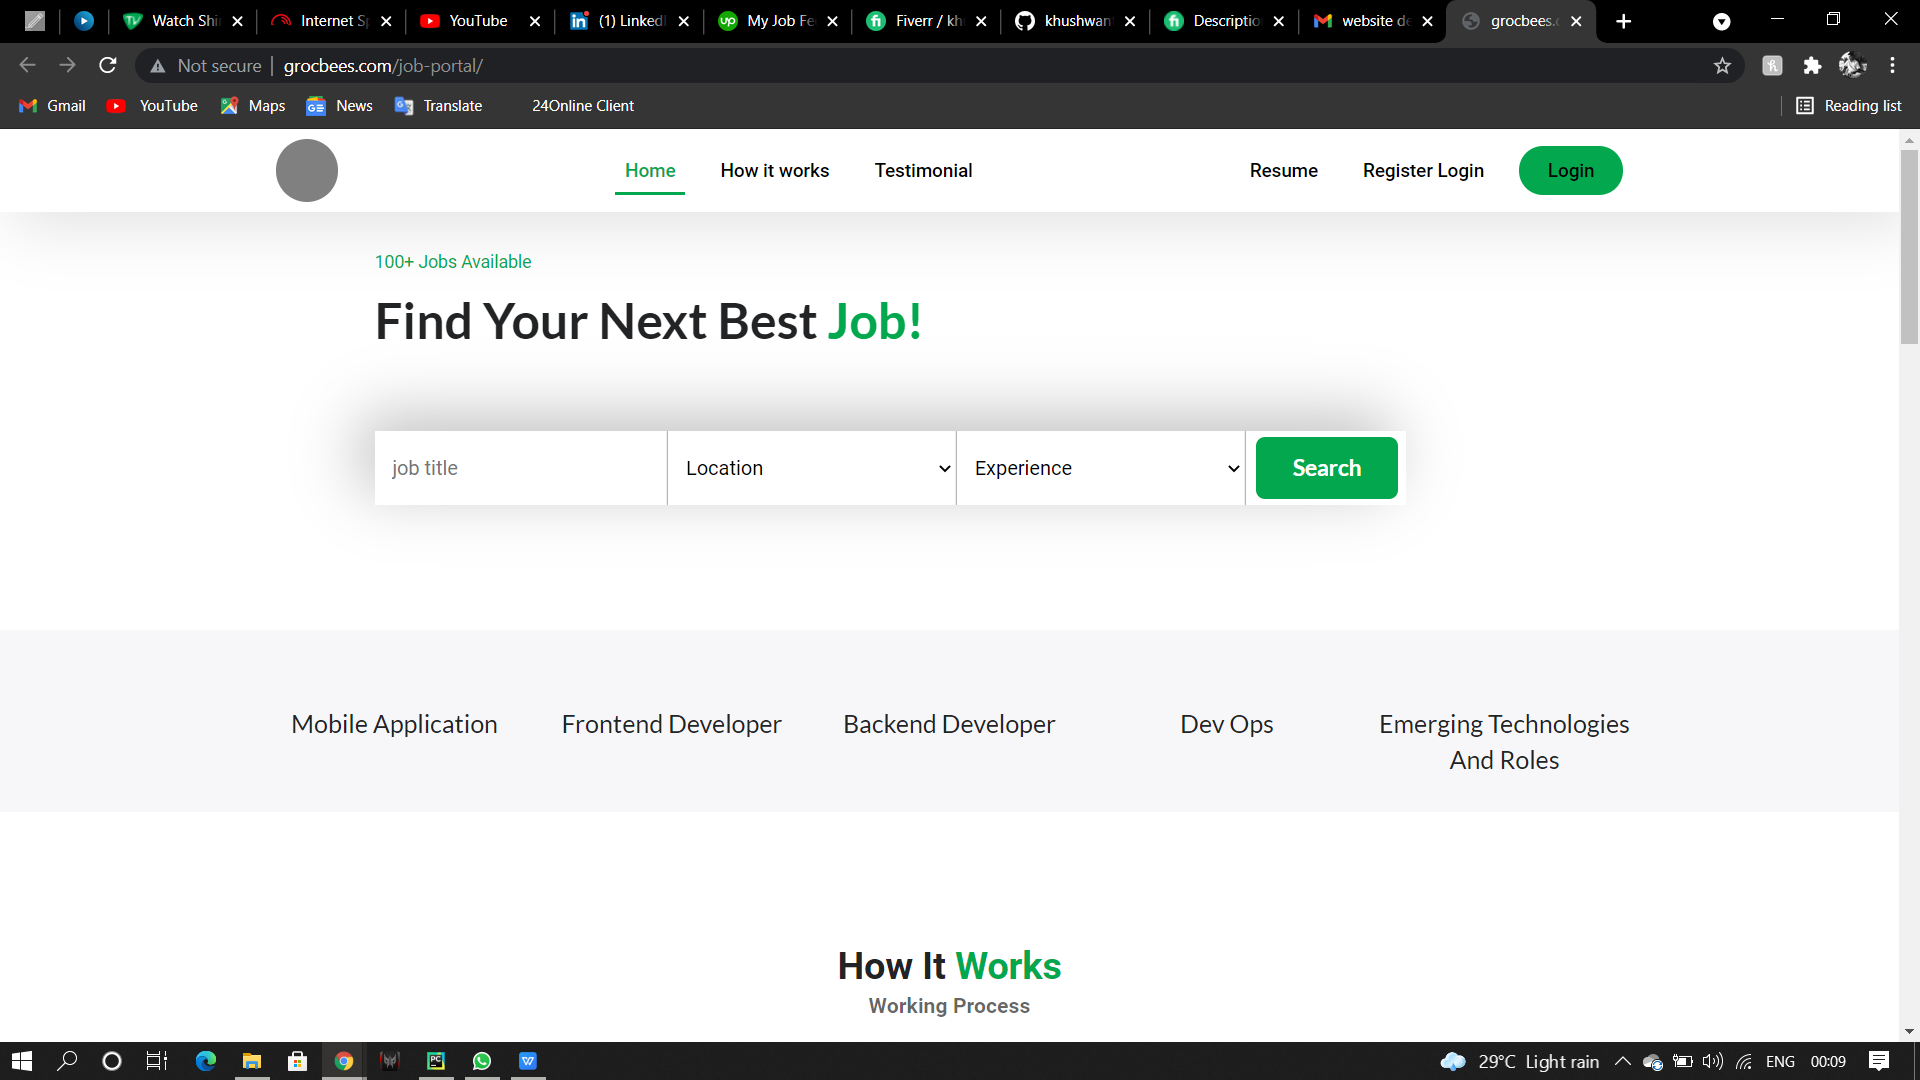 Watch Shi
Internet Sp
YouTube
(1) LinkedI
My Job Fe
Fiverr / kh
khushwan
Descriptio
website de
grocbees.c
Not secure
grocbees.com/job-portal/
Gmail
YouTube
Maps
News
Translate
24Online Client
Reading list
Home
How it works
Testimonial
Resume
Register Login
Login
100+ Jobs Available
Find Your Next Best Job!
job title
Location
Experience
Search
Mobile Application
Frontend Developer
Backend Developer
Dev Ops
Emerging Technologies
And Roles
How It Works
Working Process
29°C Light rain
ENG
00:09